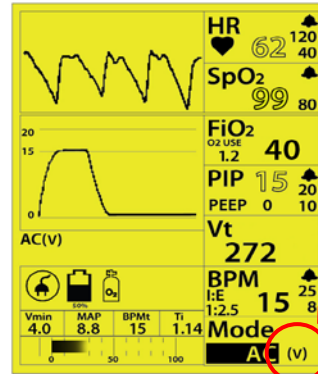 HR
62
120
40
SpO2
99
80
20
15
0
AC(v)
FiO2
O2 USE
1.2
40
PIP
15
20
PEEP 0 10
Vt
272
50%
O2
BPM
I:E
1:2.5
15
25
8
Vmin MAP BPMt Ti
4.0 8.8 15 1.14
0 50 100
Mode
AC (v)